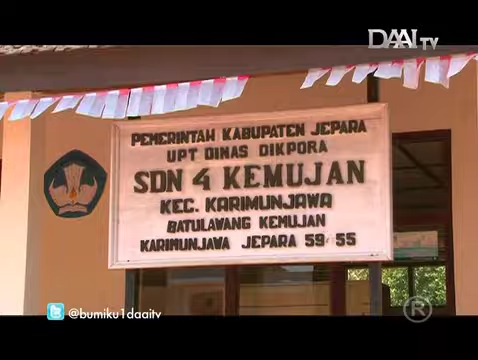 DAAI TV
PEMERINTAH KABUPATEN JEPARA
UPT DINAS DIKPORA
SDN 4 KEMUJAN
KEC. KARIMUNJAWA
BATULAWANG KEMUJAN
KARIMUNJAWA JEPARA 59455
@bumiku1daaitv
R